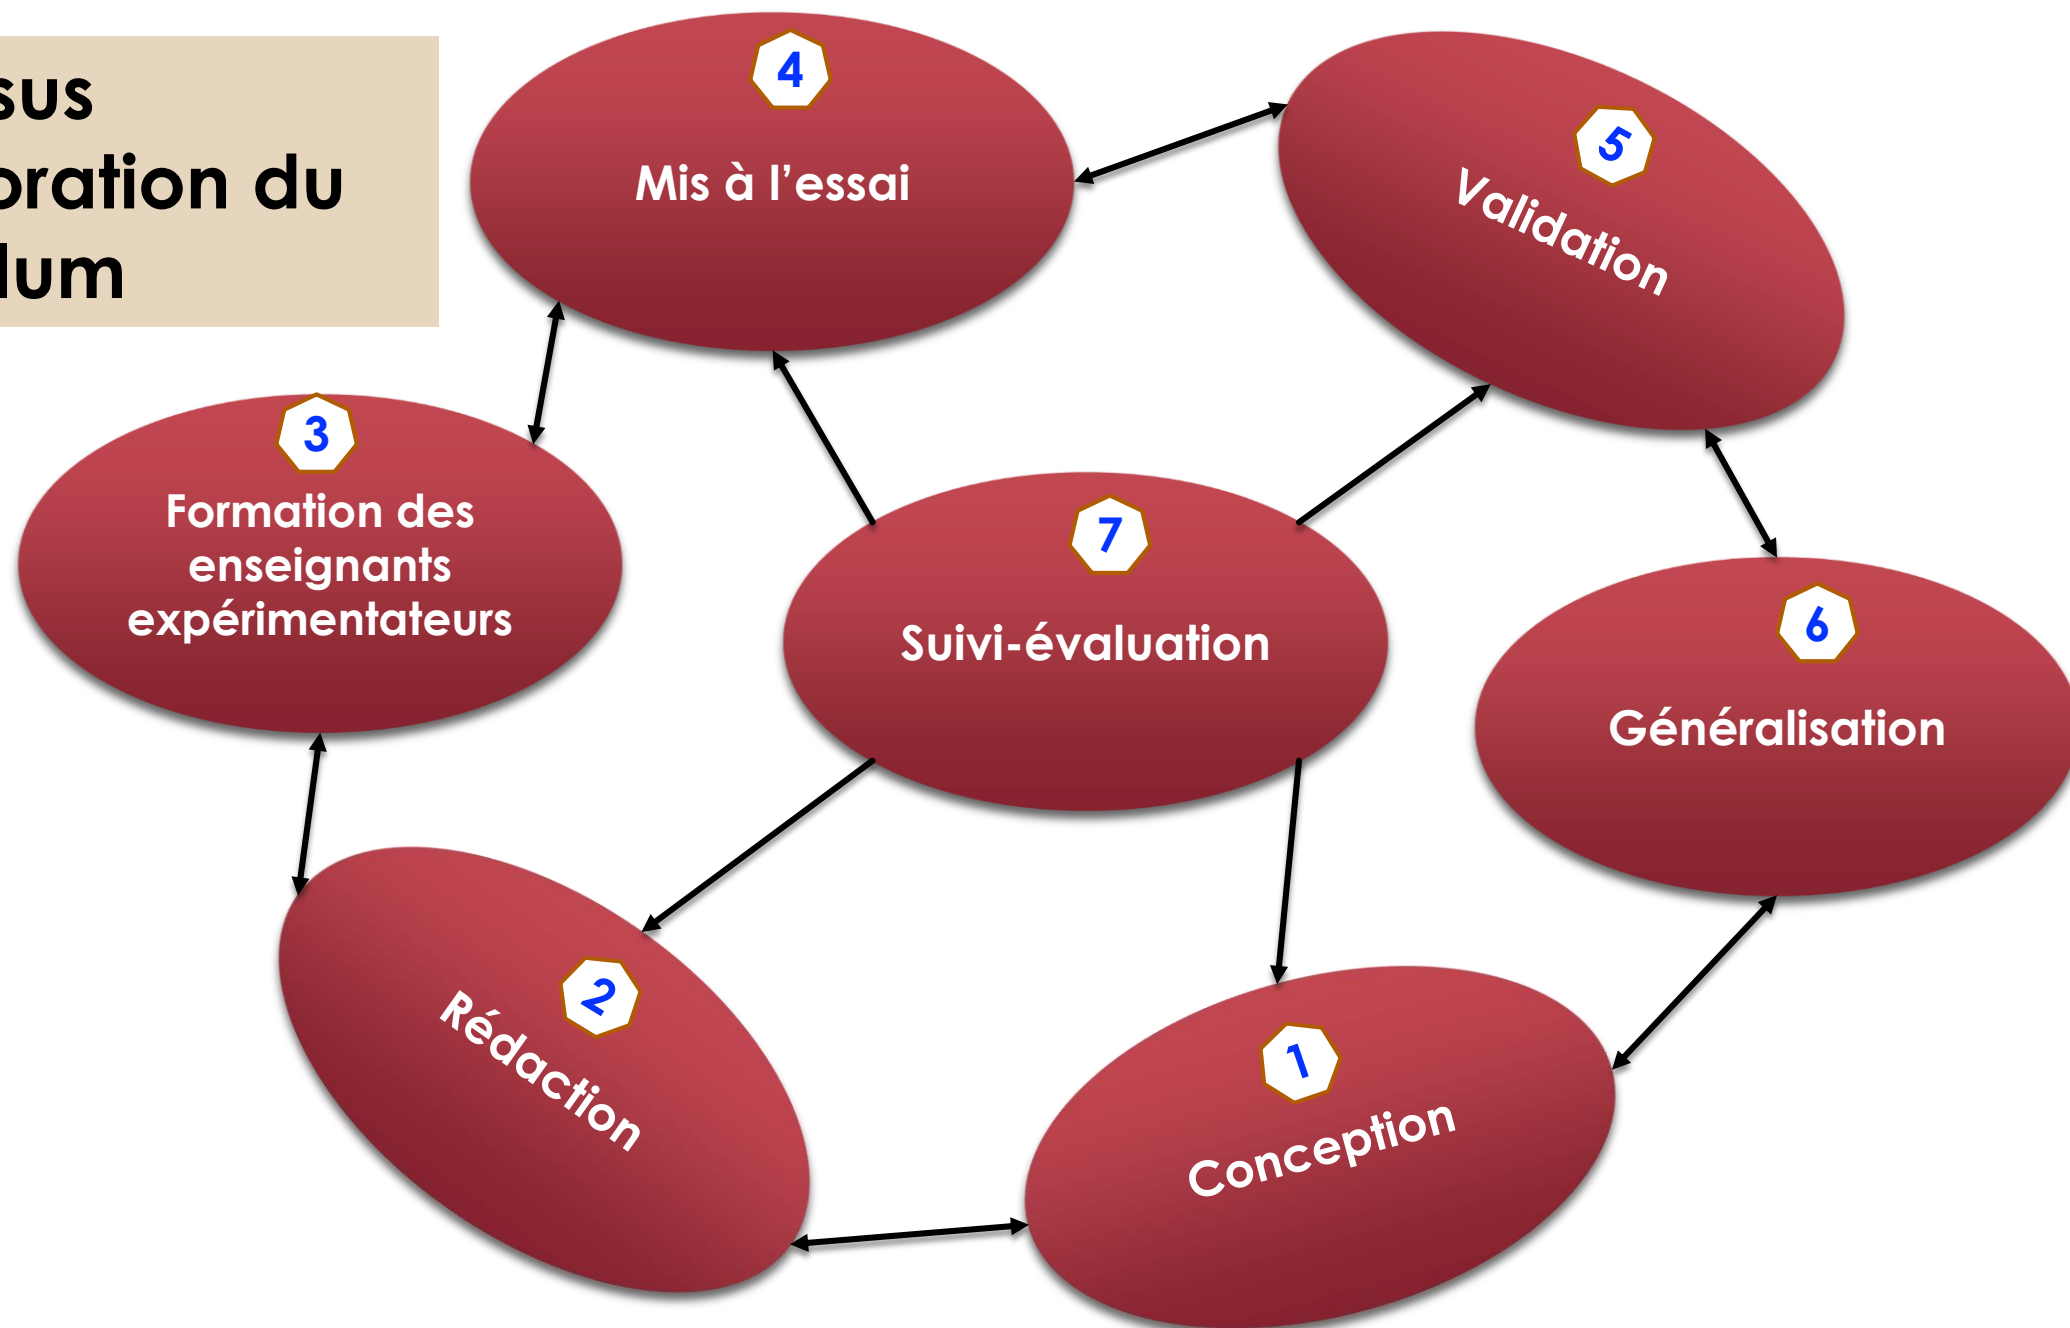 sus
oration du
lum
4
Mis à l'essai
5
Validation
3
Formation des
enseignants
expérimentateurs
7
Suivi-évaluation
6
Généralisation
2
Rédaction
1
Conception